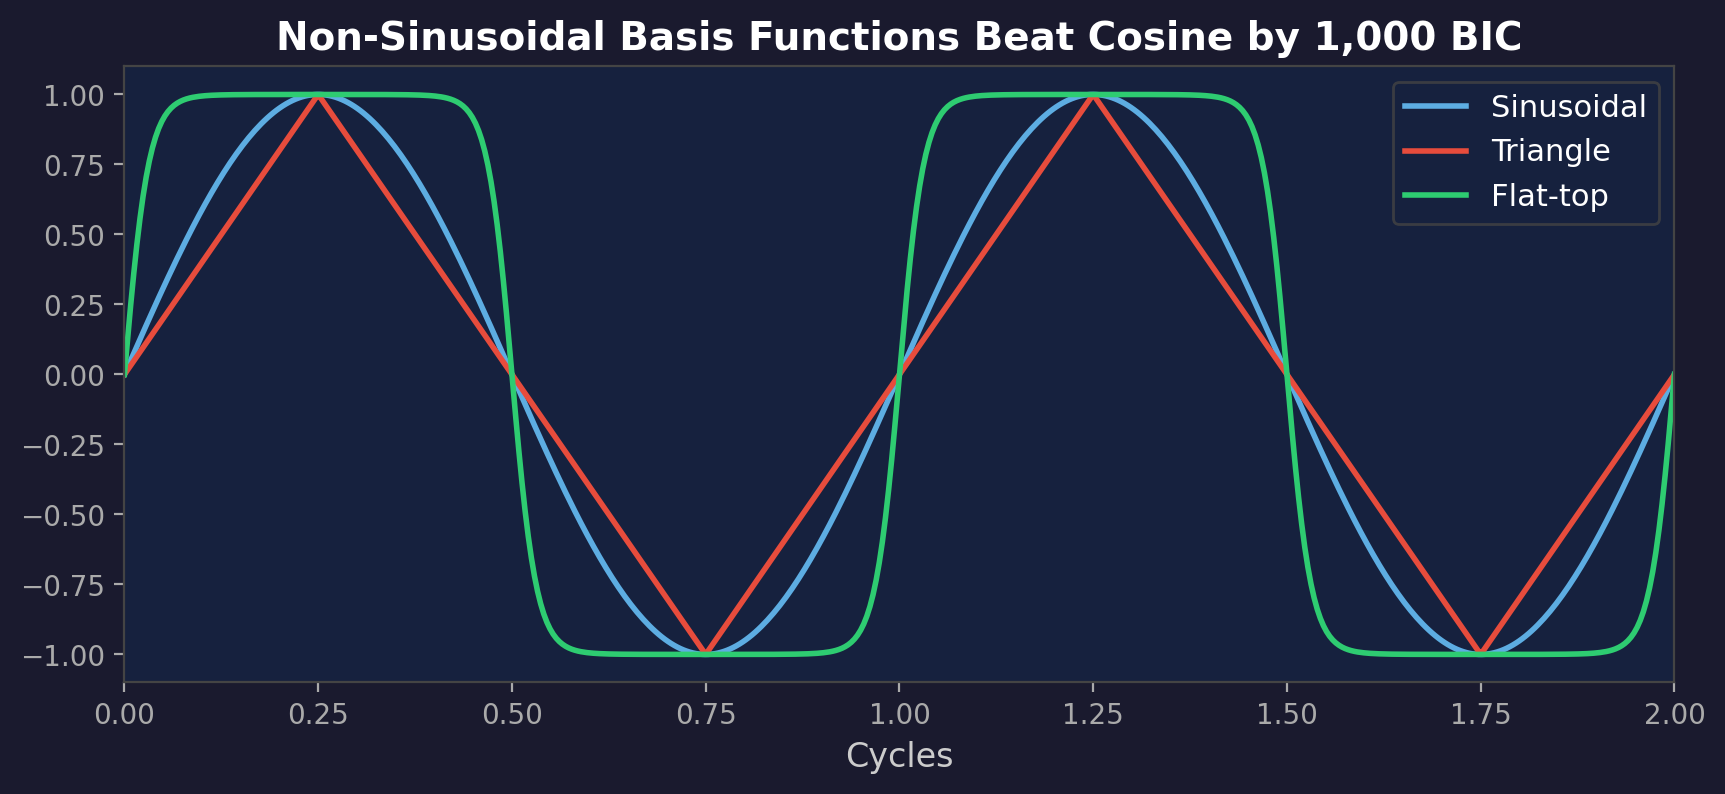 Non-Sinusoidal Basis Functions Beat Cosine by 1,000 BIC
Sinusoidal
Triangle
Flat-top
1.00
0.75
0.50
0.25
0.00
−0.25
−0.50
−0.75
−1.00
0.00 0.25 0.50 0.75 1.00 1.25 1.50 1.75 2.00
Cycles